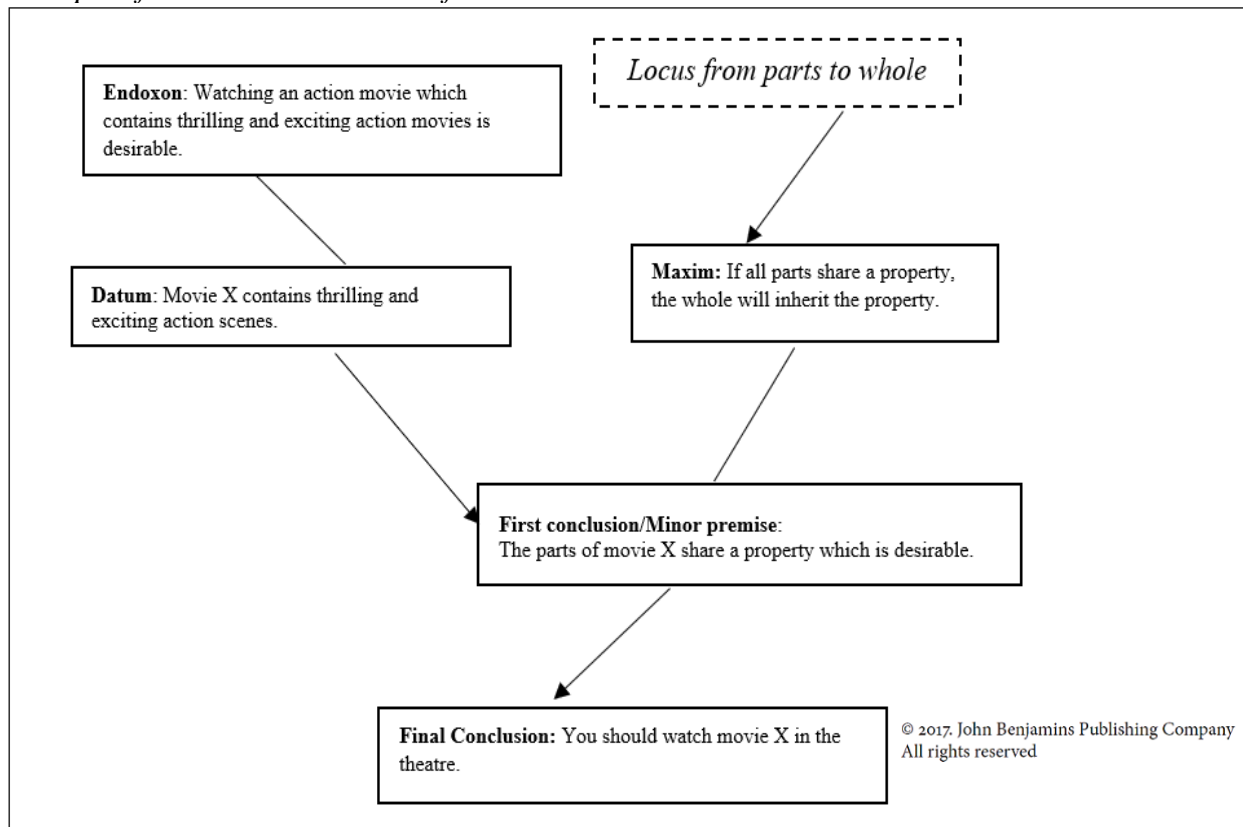 Locus from parts to whole
Endoxon: Watching an action movie which
contains thrilling and exciting action movies is
desirable.
Maxim: If all parts share a property,
the whole will inherit the property.
Datum: Movie X contains thrilling and
exciting action scenes.
First conclusion/Minor premise:
The parts of movie X share a property which is desirable.
Final Conclusion: You should watch movie X in the
theatre.
© 2017. John Benjamins Publishing Company
All rights reserved